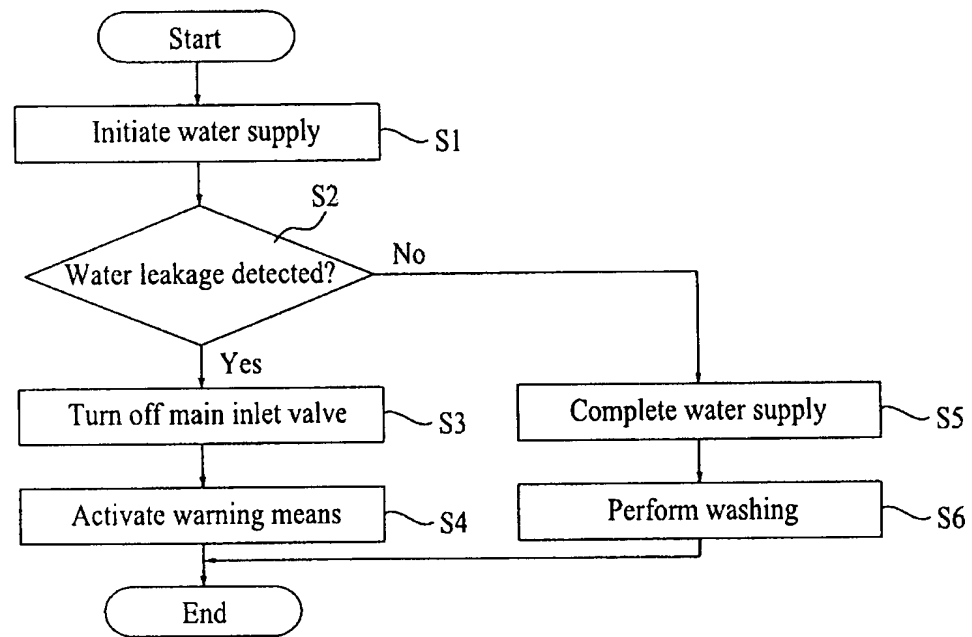 Start
Initiate water supply
S1
S2
Water leakage detected?
No
Yes
Turn off main inlet valve
S3
Complete water supply
S5
Activate warning means
S4
Perform washing
S6
End